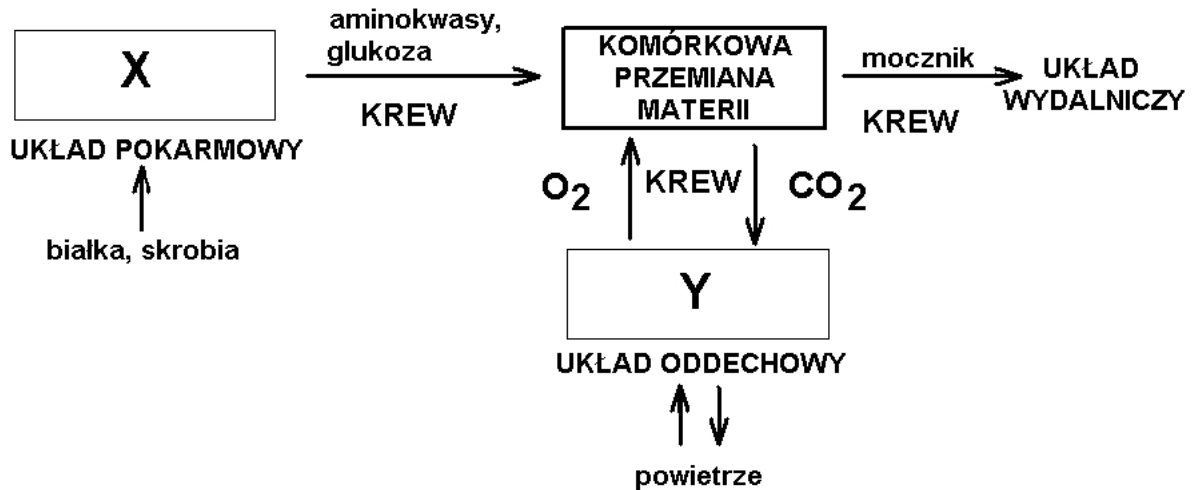 X
UKŁAD POKARMOWY
białka, skrobia
aminokwasy,
glukoza
KREW
KOMÓRKOWA
PRZEMIANA
MATERII
mocznik
KREW
UKŁAD
WYDALNICZY
O2
KREW
CO2
Y
UKŁAD ODDECHOWY
powietrze